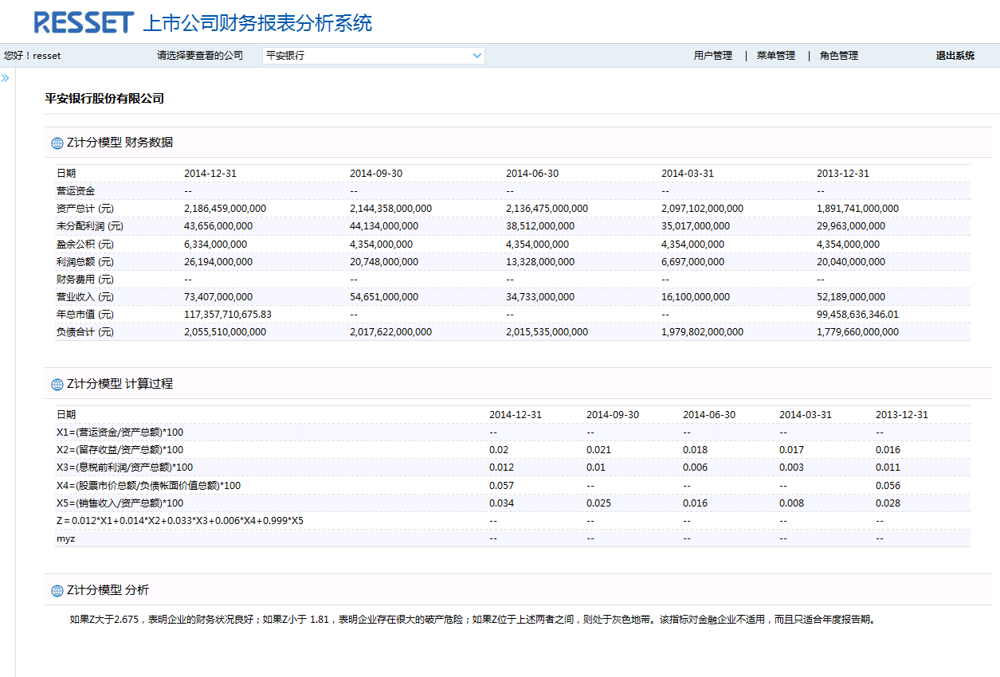 RESSET 上市公司财务报表分析系统
您好！resset 请选择要查看的公司 平安银行 用户管理 | 菜单管理 | 角色管理 退出系统
平安银行股份有限公司
Z计分模型 财务数据
日期 2014-12-31 2014-09-30 2014-06-30 2014-03-31 2013-12-31
营运资金 -- -- -- -- --
资产总计 (元) 2,186,459,000,000 2,144,358,000,000 2,136,475,000,000 2,097,102,000,000 1,891,741,000,000
未分配利润 (元) 43,656,000,000 44,134,000,000 38,512,000,000 35,017,000,000 29,963,000,000
盈余公积 (元) 6,334,000,000 4,354,000,000 4,354,000,000 4,354,000,000 4,354,000,000
利润总额 (元) 26,194,000,000 20,748,000,000 13,328,000,000 6,697,000,000 20,040,000,000
财务费用 (元) -- -- -- -- --
营业收入 (元) 73,407,000,000 54,651,000,000 34,733,000,000 16,100,000,000 52,189,000,000
年总市值 (元) 117,357,710,675.83 -- -- -- 99,458,636,346.01
负债合计 (元) 2,055,510,000,000 2,017,622,000,000 2,015,535,000,000 1,979,802,000,000 1,779,660,000,000
Z计分模型 计算过程
日期 2014-12-31 2014-09-30 2014-06-30 2014-03-31 2013-12-31
X1=(营运资金/资产总额)*100 -- -- -- -- --
X2=(留存收益/资产总额)*100 0.02 0.021 0.018 0.017 0.016
X3=(息税前利润/资产总额)*100 0.012 0.01 0.006 0.003 0.011
X4=(股票市价总额/负债帐面价值总额)*100 0.057 -- -- -- 0.056
X5=(销售收入/资产总额)*100 0.034 0.025 0.016 0.008 0.028
Z = 0.012*X1+0.014*X2+0.033*X3+0.006*X4+0.999*X5 -- -- -- -- --
myz -- -- -- -- --
Z计分模型 分析
如果Z大于2.675，表明企业的财务状况良好；如果Z小于 1.81，表明企业存在很大的破产危险；如果Z位于上述两者之间，则处于灰色地带。该指标对金融企业不适用，而且只适合年度报告期。